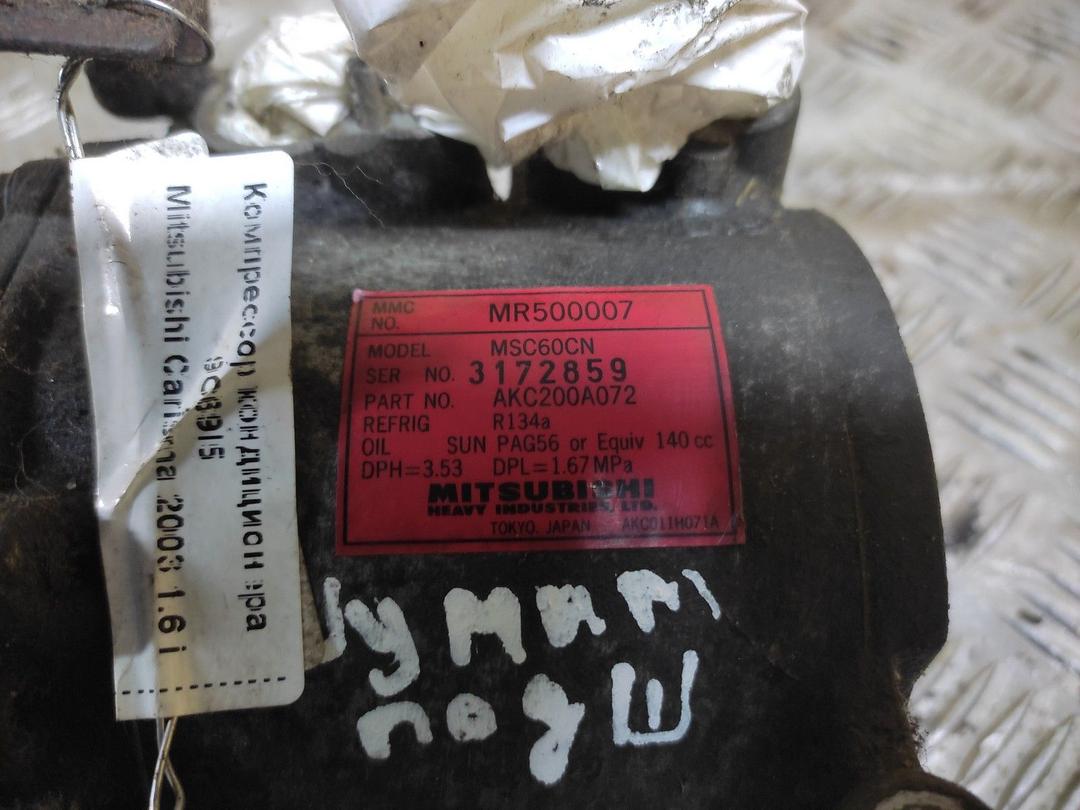 Компрессор кондиционера
308915
Mitsubishi Carisma 2003 1.6 i
MMC NO. MR500007
MODEL MSC60CN
SER NO. 3172859
PART NO. AKC200A072
REFRIG R134a
OIL SUN PAG56 or Equiv 140 cc
DPH=3.53 DPL=1.67 MPa
MITSUBISHI
HEAVY INDUSTRIES, LTD.
TOKYO. JAPAN AKC011H071A